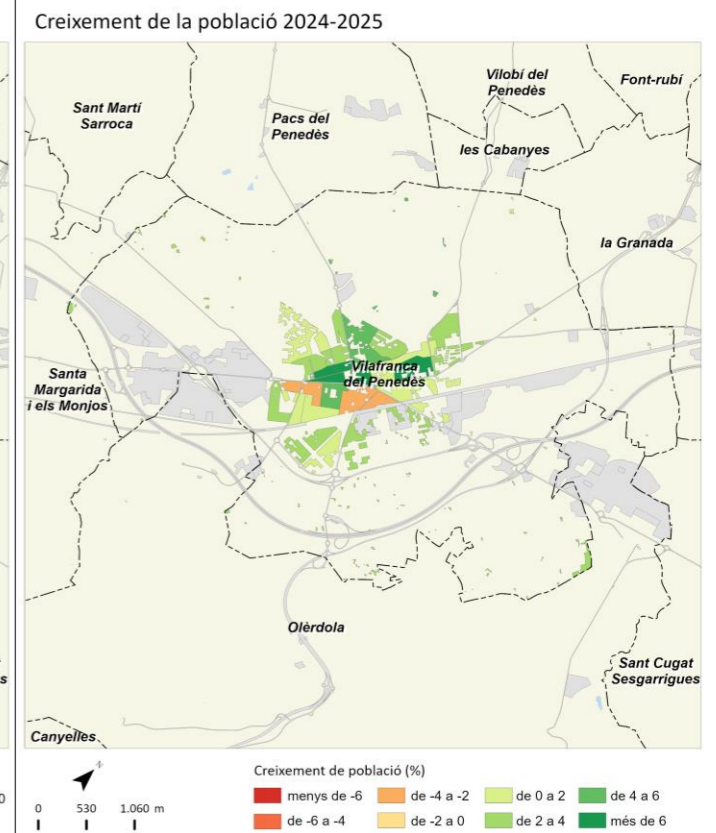 Creixement de la població 2024-2025
Vilobí del
Penedès
Font-rubí
Sant Martí
Sarroca
Pacs del
Penedès
les Cabanyes
la Granada
Santa
Margarida
i els Monjos
Vilafranca
del Penedès
Olèrdola
Sant Cugat
Sesgarrigues
s
Canyelles
N
0
0 530 1.060 m
Creixement de població (%)
menys de -6 de -4 a -2 de 0 a 2 de 4 a 6
de -6 a -4 de -2 a 0 de 2 a 4 més de 6